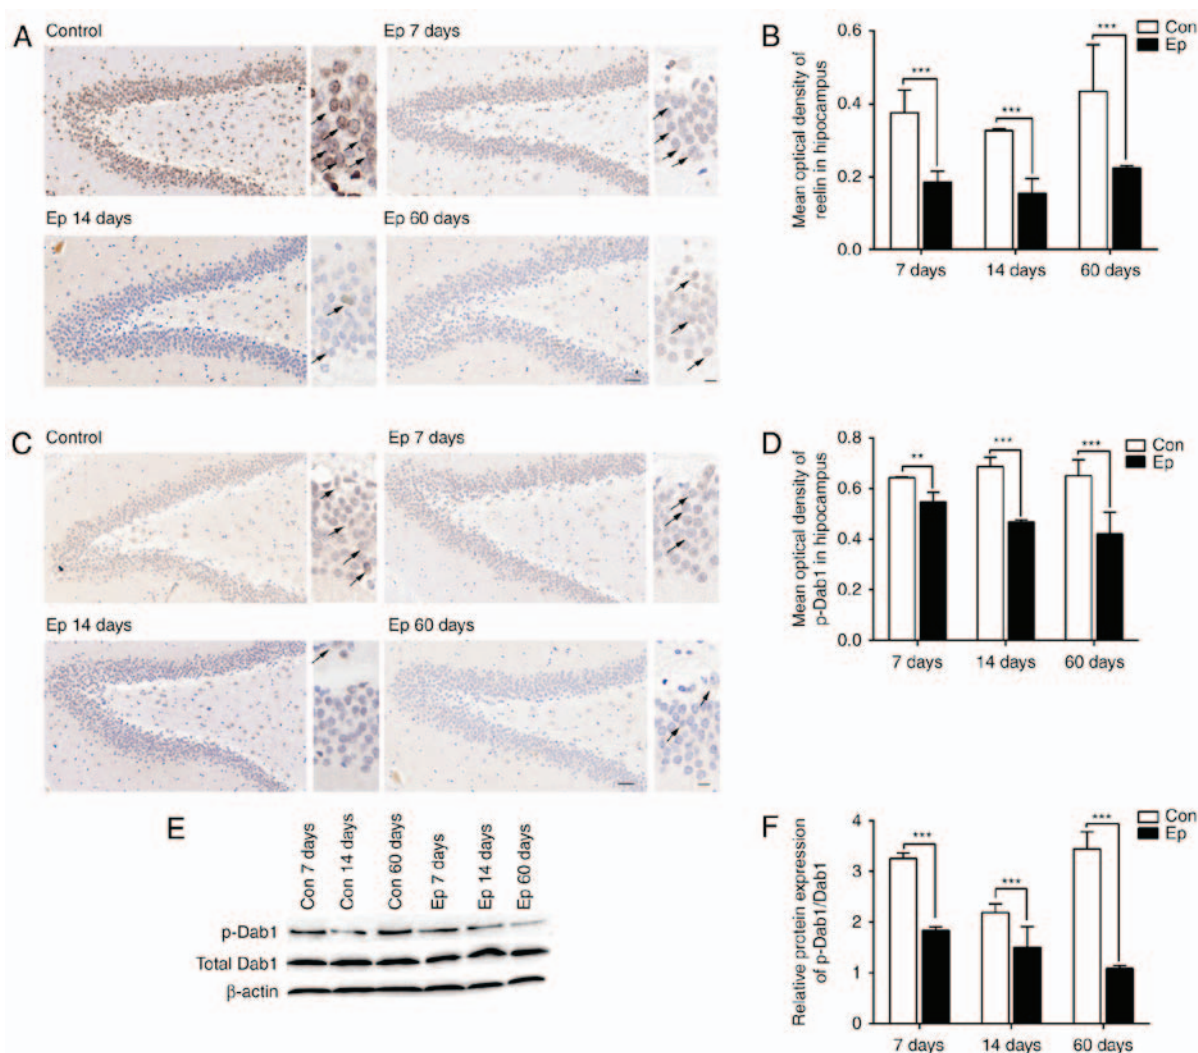 A
Control
Ep 7 days
Ep 14 days
Ep 60 days
B
Mean optical density of
reelin in hipocampus
0.6
0.4
0.2
0.0
***
***
***
Con
Ep
7 days
14 days
60 days
C
Control
Ep 7 days
Ep 14 days
Ep 60 days
D
Mean optical density of
p-Dab1 in hipocampus
0.8
0.6
0.4
0.2
0.0
**
***
***
Con
Ep
7 days
14 days
60 days
E
Con 7 days
Con 14 days
Con 60 days
Ep 7 days
Ep 14 days
Ep 60 days
p-Dab1
Total Dab1
β-actin
F
Relative protein expression
of p-Dab1/Dab1
4
3
2
1
0
***
***
***
Con
Ep
7 days
14 days
60 days